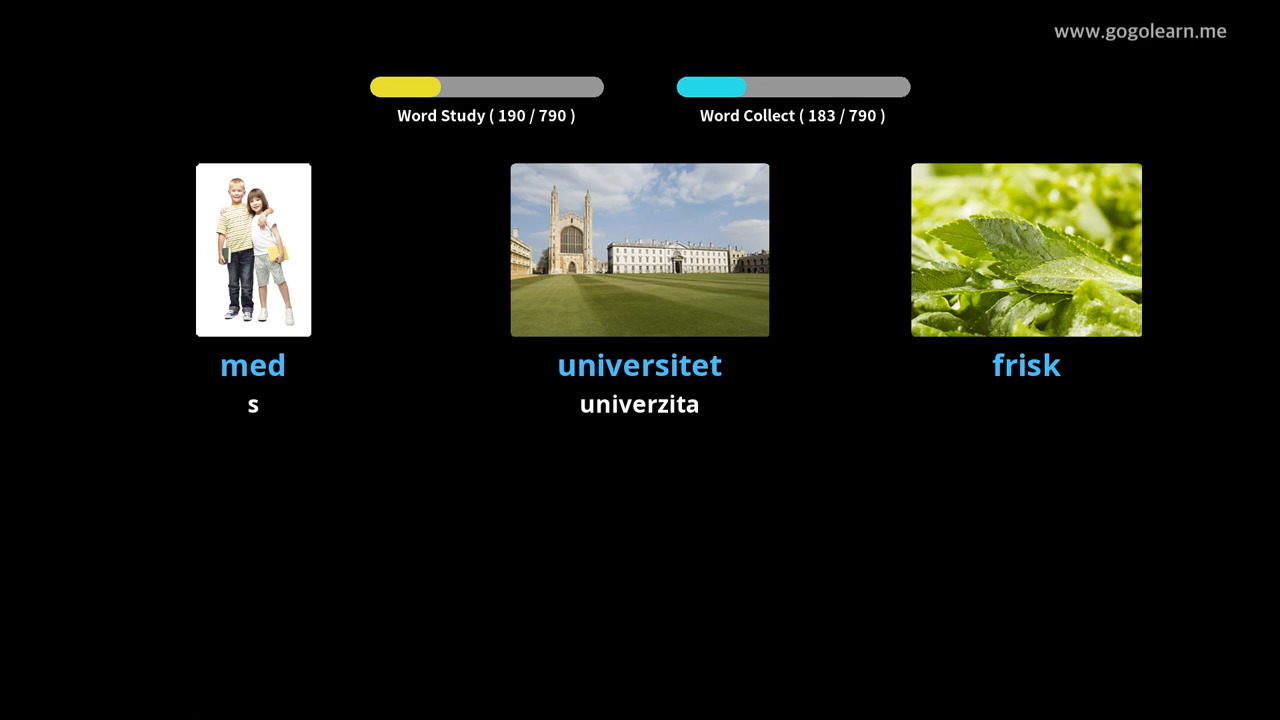 www.gogolearn.me
Word Study ( 190 / 790 )
Word Collect ( 183 / 790 )
med
universitet
frisk
s
univerzita